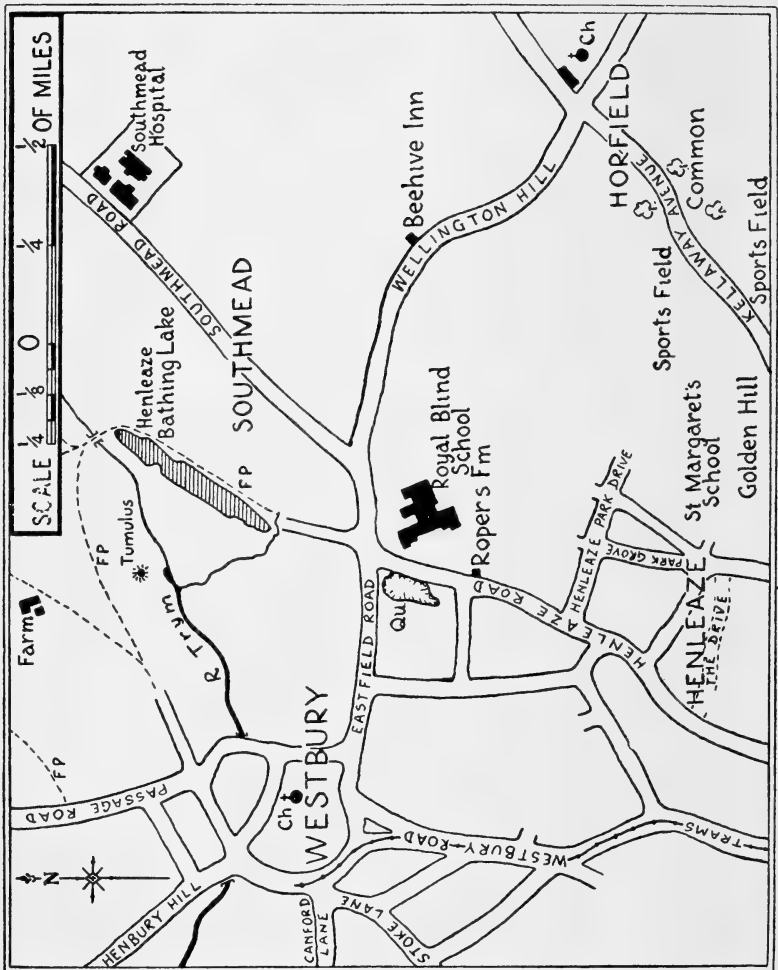 SCALE
¼ ⅛ 0 ¼ ½ OF MILES
N
HENBURY HILL
PASSAGE ROAD
FP
Farm
FP
Tumulus
R Trym
Henleaze
Bathing Lake
FP
SOUTHMEAD ROAD
Southmead
Hospital
SOUTHMEAD
Ch
WESTBURY
CANFORD
LANE
STOKE LANE
WESTBURY ROAD
TRAMS
EASTFIELD ROAD
Qu
Royal Blind
School
Roper's Fm
HENLEAZE ROAD
HENLEAZE PARK DRIVE
PARK GROVE
HENLEAZE
THE DRIVE
St Margaret's
School
Golden Hill
Beehive Inn
WELLINGTON HILL
Ch
HORFIELD
Common
KELLAWAY AVENUE
Sports Field
Sports Field